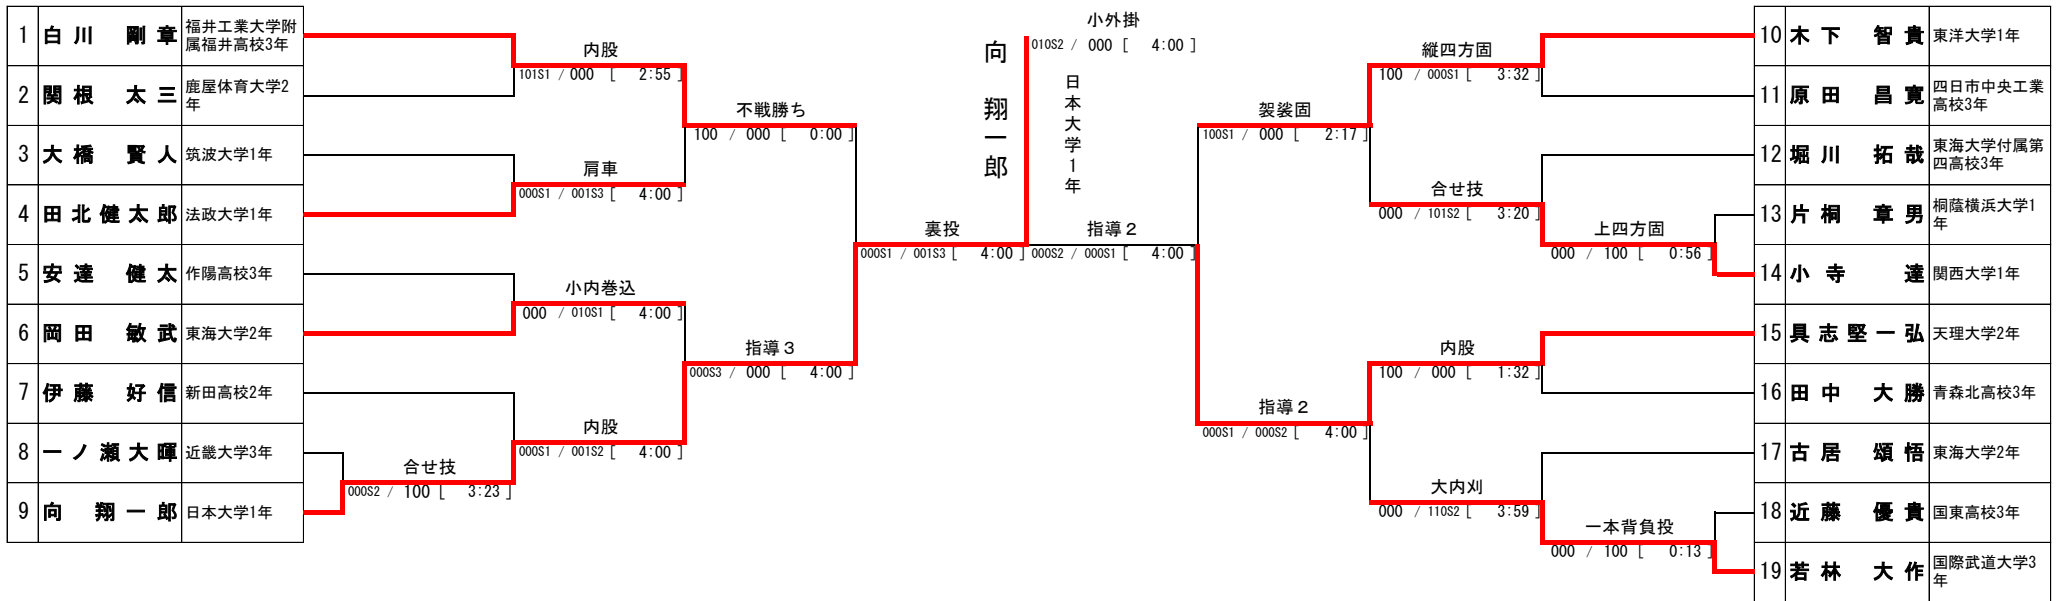 1 白川 剛章 福井工業大学附属福井高校3年
2 関根 太三 鹿屋体育大学2年
3 大橋 賢人 筑波大学1年
4 田北健太郎 法政大学1年
5 安達 健太 作陽高校3年
6 岡田 敏武 東海大学2年
7 伊藤 好信 新田高校2年
8 一ノ瀬大暉 近畿大学3年
9 向 翔一郎 日本大学1年
内股
101S1 / 000 [ 2:55 ]
肩車
000S1 / 001S3 [ 4:00 ]
小内巻込
000 / 010S1 [ 4:00 ]
内股
000S1 / 001S2 [ 4:00 ]
合せ技
000S2 / 100 [ 3:23 ]
不戦勝ち
100 / 000 [ 0:00 ]
指導3
000S3 / 000 [ 4:00 ]
裏投
000S1 / 001S3 [ 4:00 ]
向 翔一郎
日本大学1年
小外掛
010S2 / 000 [ 4:00 ]
指導2
000S2 / 000S1 [ 4:00 ]
袈裟固
100S1 / 000 [ 2:17 ]
指導2
000S1 / 000S2 [ 4:00 ]
縦四方固
100 / 000S1 [ 3:32 ]
合せ技
000 / 101S2 [ 3:20 ]
上四方固
000 / 100 [ 0:56 ]
内股
100 / 000 [ 1:32 ]
大内刈
000 / 110S2 [ 3:59 ]
一本背負投
000 / 100 [ 0:13 ]
10 木下 智貴 東洋大学1年
11 原田 昌寛 四日市中央工業高校3年
12 堀川 拓哉 東海大学付属第四高校3年
13 片桐 章男 桐蔭横浜大学1年
14 小寺 達 関西大学1年
15 具志堅一弘 天理大学2年
16 田中 大勝 青森北高校3年
17 古居 頌悟 東海大学2年
18 近藤 優貴 国東高校3年
19 若林 大作 国際武道大学3年